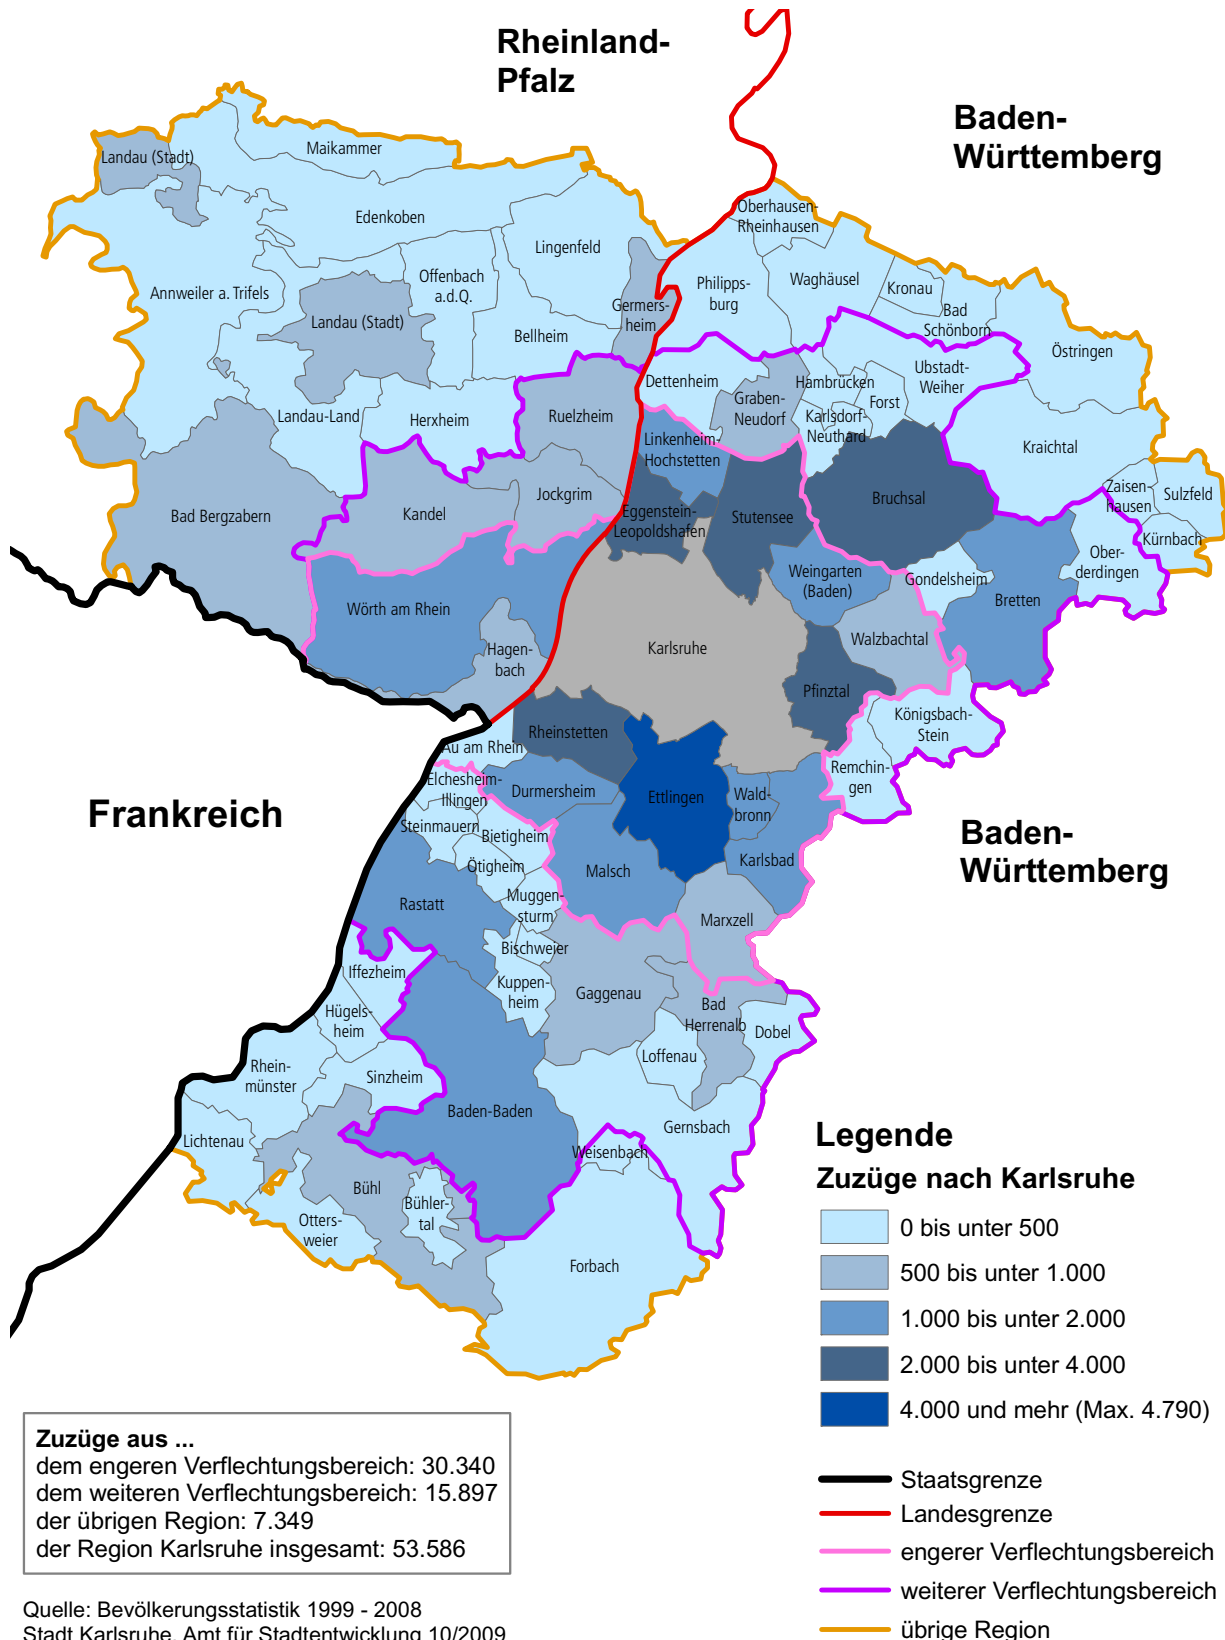 Rheinland-
Pfalz
Baden-
Württemberg
Landau (Stadt)
Maikammer
Edenkoben
Lingenfeld
Oberhausen-
Rheinhausen
Annweiler a. Trifels
Offenbach
a.d.Q.
Landau (Stadt)
Bellheim
Germers-
heim
Philipps-
burg
Waghäusel
Kronau
Bad
Schönborn
Östringen
Landau-Land
Herxheim
Ruelzheim
Dettenheim
Graben-
Neudorf
Hambrücken
Forst
Ubstadt-
Weiher
Karlsdorf-
Neuthard
Kraichtal
Linkenheim-
Hochstetten
Bad Bergzabern
Kandel
Jockgrim
Eggenstein-
Leopoldshafen
Stutensee
Bruchsal
Zaisen-
hausen
Sulzfeld
Kürnbach
Ober-
derdingen
Wörth am Rhein
Hagen-
bach
Karlsruhe
Weingarten
(Baden)
Gondelsheim
Bretten
Walzbachtal
Pfinztal
Königsbach-
Stein
Remchin-
gen
Au am Rhein
Rheinstetten
Elchesheim-
Illingen
Durmersheim
Ettlingen
Wald-
bronn
Karlsbad
Frankreich
Baden-
Württemberg
Steinmauern
Bietigheim
Ötigheim
Malsch
Muggen-
sturm
Rastatt
Marxzell
Bischweier
Kuppen-
heim
Gaggenau
Iffezheim
Hügels-
heim
Bad
Herrenalb
Dobel
Loffenau
Rhein-
münster
Sinzheim
Baden-Baden
Gernsbach
Lichtenau
Weisenbach
Bühl
Bühler-
tal
Otters-
weier
Forbach
Legende
Zuzüge nach Karlsruhe
0 bis unter 500
500 bis unter 1.000
1.000 bis unter 2.000
2.000 bis unter 4.000
4.000 und mehr (Max. 4.790)
Staatsgrenze
Landesgrenze
engerer Verflechtungsbereich
weiterer Verflechtungsbereich
übrige Region
Zuzüge aus ...
dem engeren Verflechtungsbereich: 30.340
dem weiteren Verflechtungsbereich: 15.897
der übrigen Region: 7.349
der Region Karlsruhe insgesamt: 53.586
Quelle: Bevölkerungsstatistik 1999 - 2008
Stadt Karlsruhe, Amt für Stadtentwicklung 10/2009